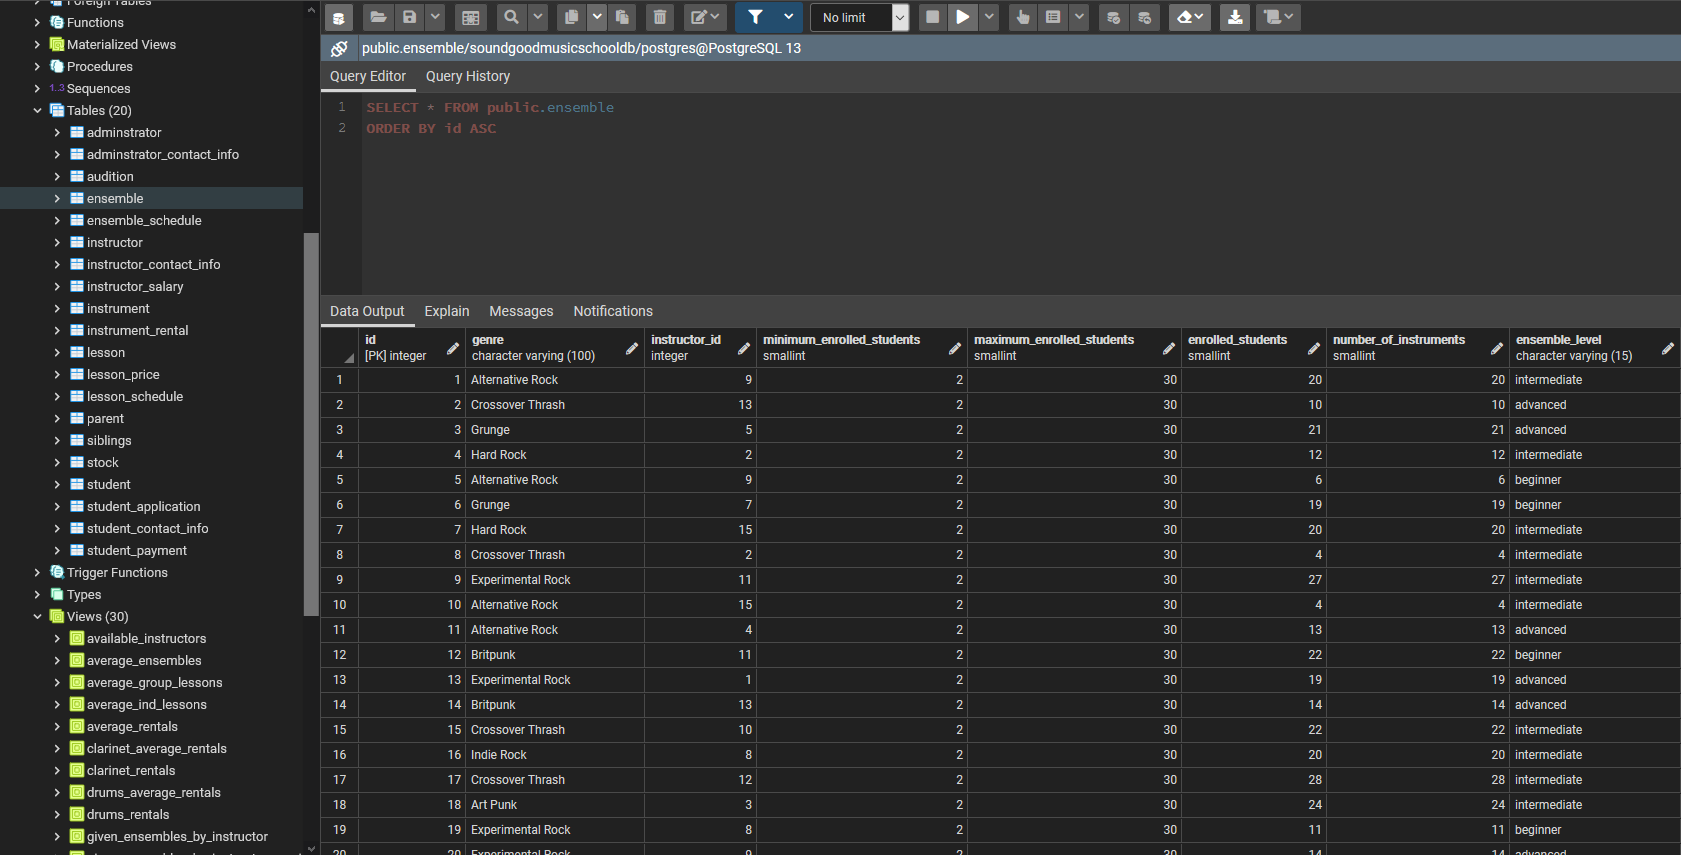 Foreign Tables
Functions
Materialized Views
Procedures
1..3 Sequences
Tables (20)
adminstrator
adminstrator_contact_info
audition
ensemble
ensemble_schedule
instructor
instructor_contact_info
instructor_salary
instrument
instrument_rental
lesson
lesson_price
lesson_schedule
parent
siblings
stock
student
student_application
student_contact_info
student_payment
Trigger Functions
Types
Views (30)
available_instructors
average_ensembles
average_group_lessons
average_ind_lessons
average_rentals
clarinet_average_rentals
clarinet_rentals
drums_average_rentals
drums_rentals
given_ensembles_by_instructor
No limit
public.ensemble/soundgoodmusicschooldb/postgres@PostgreSQL 13
Query Editor Query History
1 SELECT * FROM public.ensemble
2 ORDER BY id ASC
Data Output Explain Messages Notifications
id genre instructor_id minimum_enrolled_students maximum_enrolled_students enrolled_students number_of_instruments ensemble_level
[PK] integer character varying (100) integer smallint smallint smallint smallint character varying (15)
1 1 Alternative Rock 9 2 30 20 20 intermediate
2 2 Crossover Thrash 13 2 30 10 10 advanced
3 3 Grunge 5 2 30 21 21 advanced
4 4 Hard Rock 2 2 30 12 12 intermediate
5 5 Alternative Rock 9 2 30 6 6 beginner
6 6 Grunge 7 2 30 19 19 beginner
7 7 Hard Rock 15 2 30 20 20 intermediate
8 8 Crossover Thrash 2 2 30 4 4 intermediate
9 9 Experimental Rock 11 2 30 27 27 intermediate
10 10 Alternative Rock 15 2 30 4 4 intermediate
11 11 Alternative Rock 4 2 30 13 13 advanced
12 12 Britpunk 11 2 30 22 22 beginner
13 13 Experimental Rock 1 2 30 19 19 advanced
14 14 Britpunk 13 2 30 14 14 advanced
15 15 Crossover Thrash 10 2 30 22 22 intermediate
16 16 Indie Rock 8 2 30 20 20 intermediate
17 17 Crossover Thrash 12 2 30 28 28 intermediate
18 18 Art Punk 3 2 30 24 24 intermediate
19 19 Experimental Rock 8 2 30 11 11 beginner
20 20 Experimental Rock 9 2 30 14 14 advanced